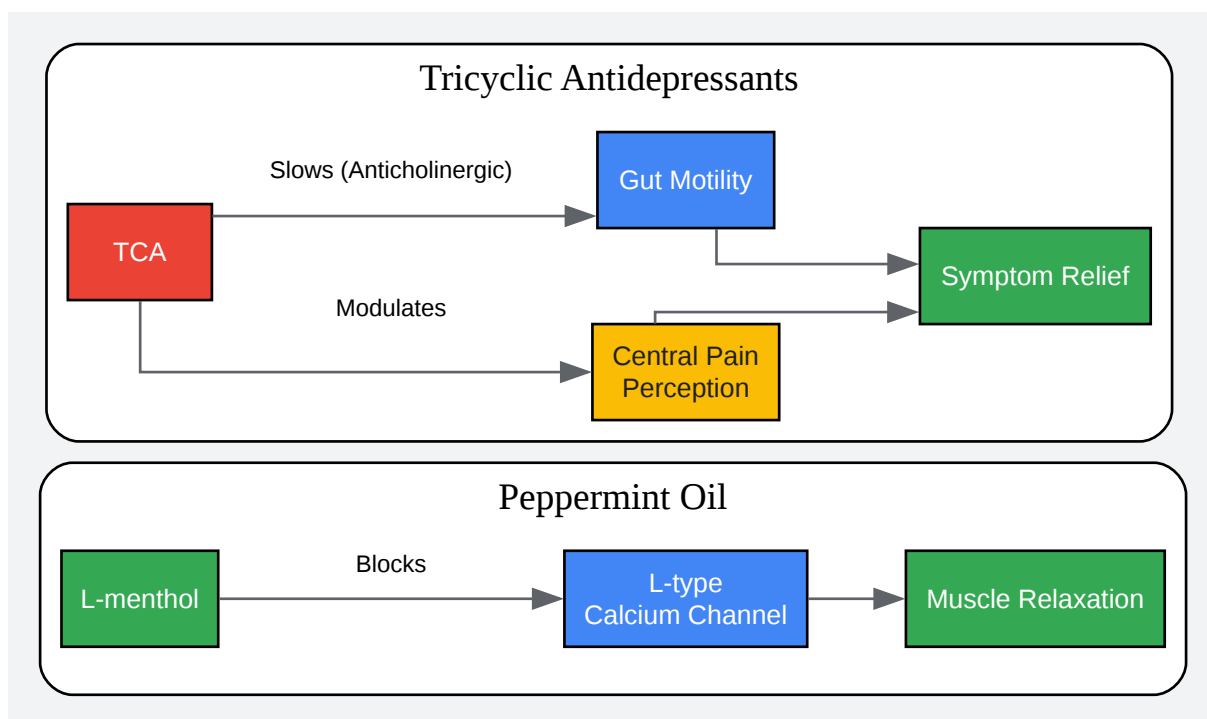 Tricyclic Antidepressants
Slows (Anticholinergic)
Gut Motility
TCA
Symptom Relief
Modulates
Central Pain
Perception
Peppermint Oil
Blocks
L-menthol
L-type
Calcium Channel
Muscle Relaxation